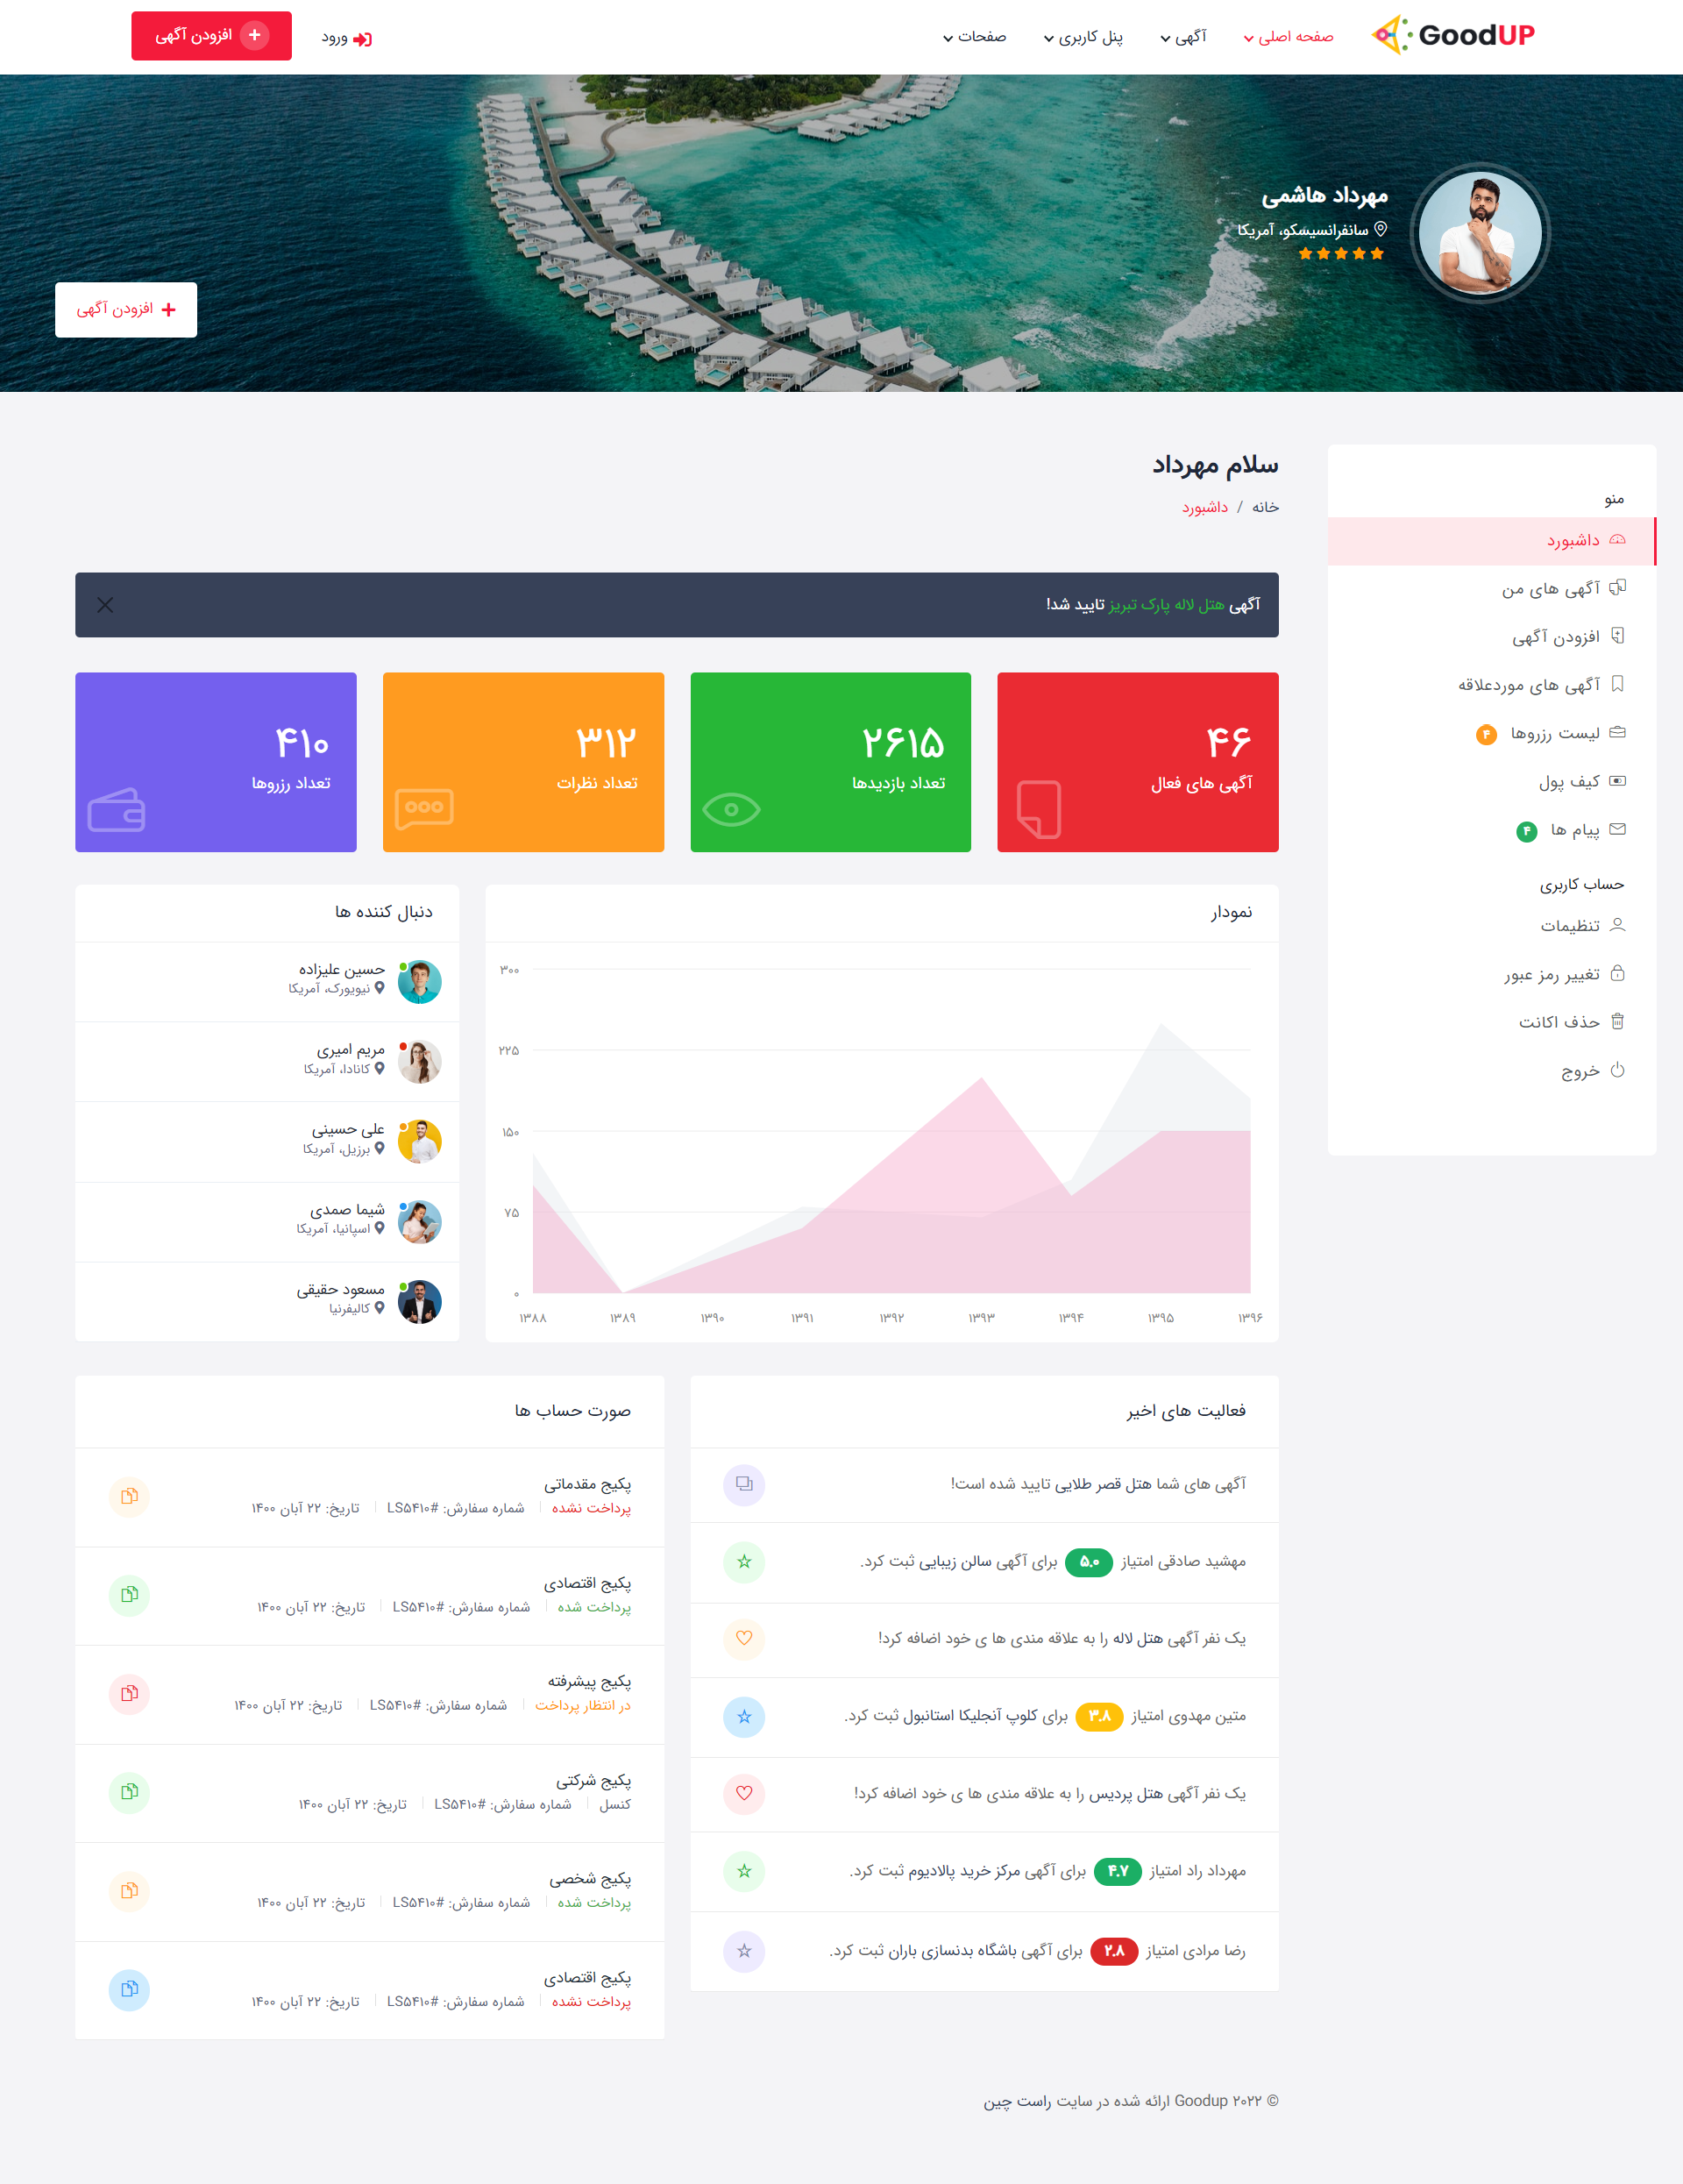 GoodUP
صفحه اصلی
آگهی
پنل کاربری
صفحات
ورود
افزودن آگهی
مهرداد هاشمی
سانفرانسیسکو، آمریکا
افزودن آگهی
منو
داشبورد
آگهی های من
افزودن آگهی
آگهی های موردعلاقه
لیست رزروها ۴
کیف پول
پیام ها ۴
حساب کاربری
تنظیمات
تغییر رمز عبور
حذف اکانت
خروج
سلام مهرداد
خانه / داشبورد
آگهی هتل لاله پارک تبریز تایید شد!
۴۶
آگهی های فعال
۲۶۱۵
تعداد بازدیدها
۳۱۲
تعداد نظرات
۴۱۰
تعداد رزروها
نمودار
۳۰۰
۲۲۵
۱۵۰
۷۵
۰
۱۳۸۸ ۱۳۸۹ ۱۳۹۰ ۱۳۹۱ ۱۳۹۲ ۱۳۹۳ ۱۳۹۴ ۱۳۹۵ ۱۳۹۶
دنبال کننده ها
حسین علیزاده
نیویورک، آمریکا
مریم امیری
کانادا، آمریکا
علی حسینی
برزیل، آمریکا
شیما صمدی
اسپانیا، آمریکا
مسعود حقیقی
کالیفرنیا
فعالیت های اخیر
آگهی های شما هتل قصر طلایی تایید شده است!
مهشید صادقی امتیاز ۵.۰ برای آگهی سالن زیبایی ثبت کرد.
یک نفر آگهی هتل لاله را به علاقه مندی ها ی خود اضافه کرد!
متین مهدوی امتیاز ۳.۸ برای کلوپ آنجلیکا استانبول ثبت کرد.
یک نفر آگهی هتل پردیس را به علاقه مندی ها ی خود اضافه کرد!
مهرداد راد امتیاز ۴.۷ برای آگهی مرکز خرید پالادیوم ثبت کرد.
رضا مرادی امتیاز ۲.۸ برای آگهی باشگاه بدنسازی باران ثبت کرد.
صورت حساب ها
پکیج مقدماتی
پرداخت نشده شماره سفارش: #LS۵۴۱۰ تاریخ: ۲۲ آبان ۱۴۰۰
پکیج اقتصادی
پرداخت شده شماره سفارش: #LS۵۴۱۰ تاریخ: ۲۲ آبان ۱۴۰۰
پکیج پیشرفته
در انتظار پرداخت شماره سفارش: #LS۵۴۱۰ تاریخ: ۲۲ آبان ۱۴۰۰
پکیج شرکتی
کنسل شماره سفارش: #LS۵۴۱۰ تاریخ: ۲۲ آبان ۱۴۰۰
پکیج شخصی
پرداخت شده شماره سفارش: #LS۵۴۱۰ تاریخ: ۲۲ آبان ۱۴۰۰
پکیج اقتصادی
پرداخت نشده شماره سفارش: #LS۵۴۱۰ تاریخ: ۲۲ آبان ۱۴۰۰
© ۲۰۲۲ Goodup ارائه شده در سایت راست چین